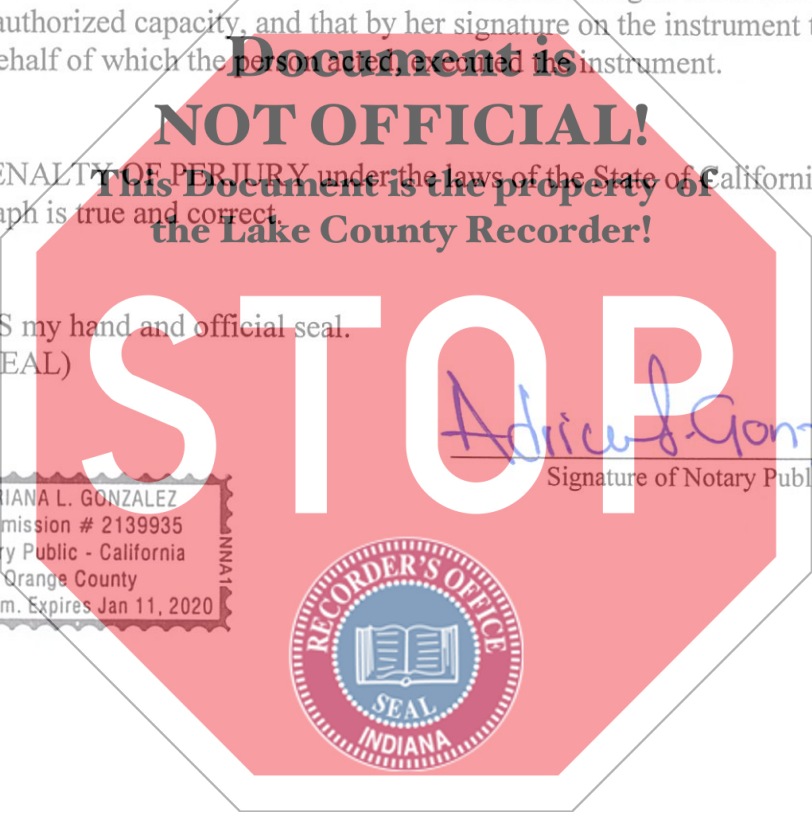 authorized capacity, and that by her signature on the instrument
ehalf of which the person acted, executed the instrument.
Document is
NOT OFFICIAL!
This Document is the property of
the Lake County Recorder!
ENALTY OF PERJURY under the laws of the State of Californi
aph is true and correct.
S my hand and official seal.
EAL)
STOP
Signature of Notary Publ
RIANA L. GONZALEZ
mission # 2139935
ry Public - California
Orange County
m. Expires Jan 11, 2020
NNA1
RECORDER'S OFFICE
SEAL
INDIANA